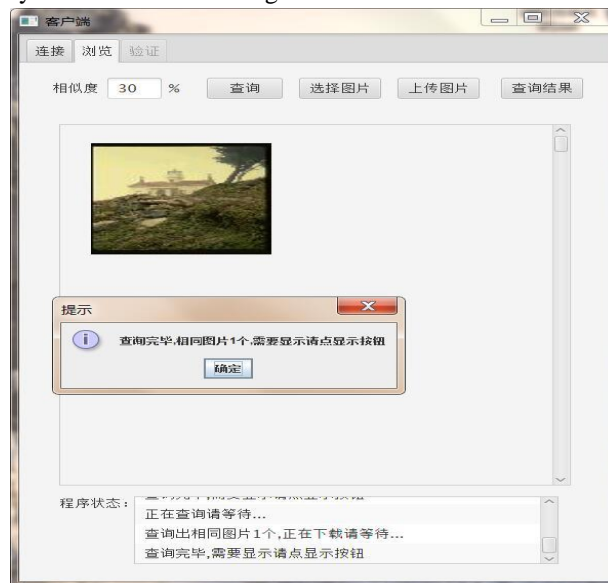 客户端
连接 浏览 验证
相似度 30 % 查询 选择图片 上传图片 查询结果
提示
查询完毕,相同图片1个,需要显示请点显示按钮
确定
程序状态:
正在查询请等待...
查询出相同图片1个,正在下载请等待...
查询完毕,需要显示请点显示按钮